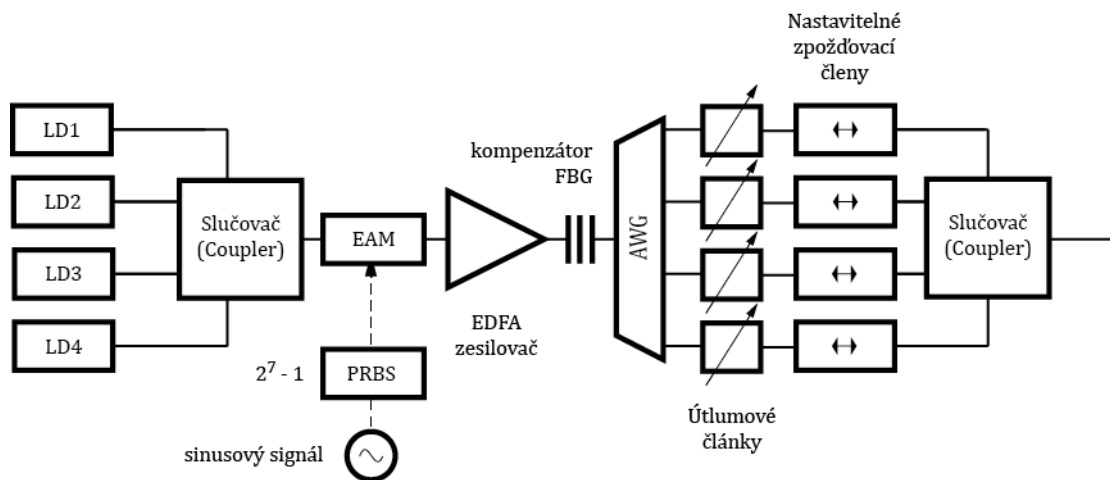 Nastavitelné
zpožďovací
členy
LD1
LD2
LD3
LD4
Slučovač
(Coupler)
EAM
kompenzátor
FBG
AWG
Slučovač
(Coupler)
EDFA
zesilovač
2⁷ - 1
PRBS
sinusový signál
Útlumové
články